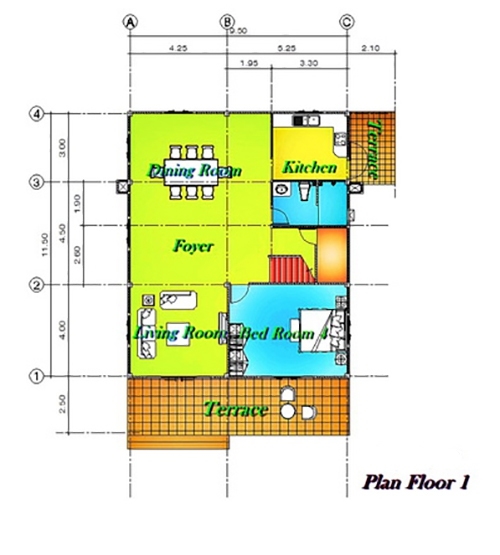 A B C
9.50
4.25 5.25 2.10
1.95 3.30
4
3.00
Terrace
Dining Room Kitchen
3
1.90
4.50
11.50
Foyer
2.60
2
Living Room Bed Room 4
4.00
1
Terrace
2.50
Plan Floor 1